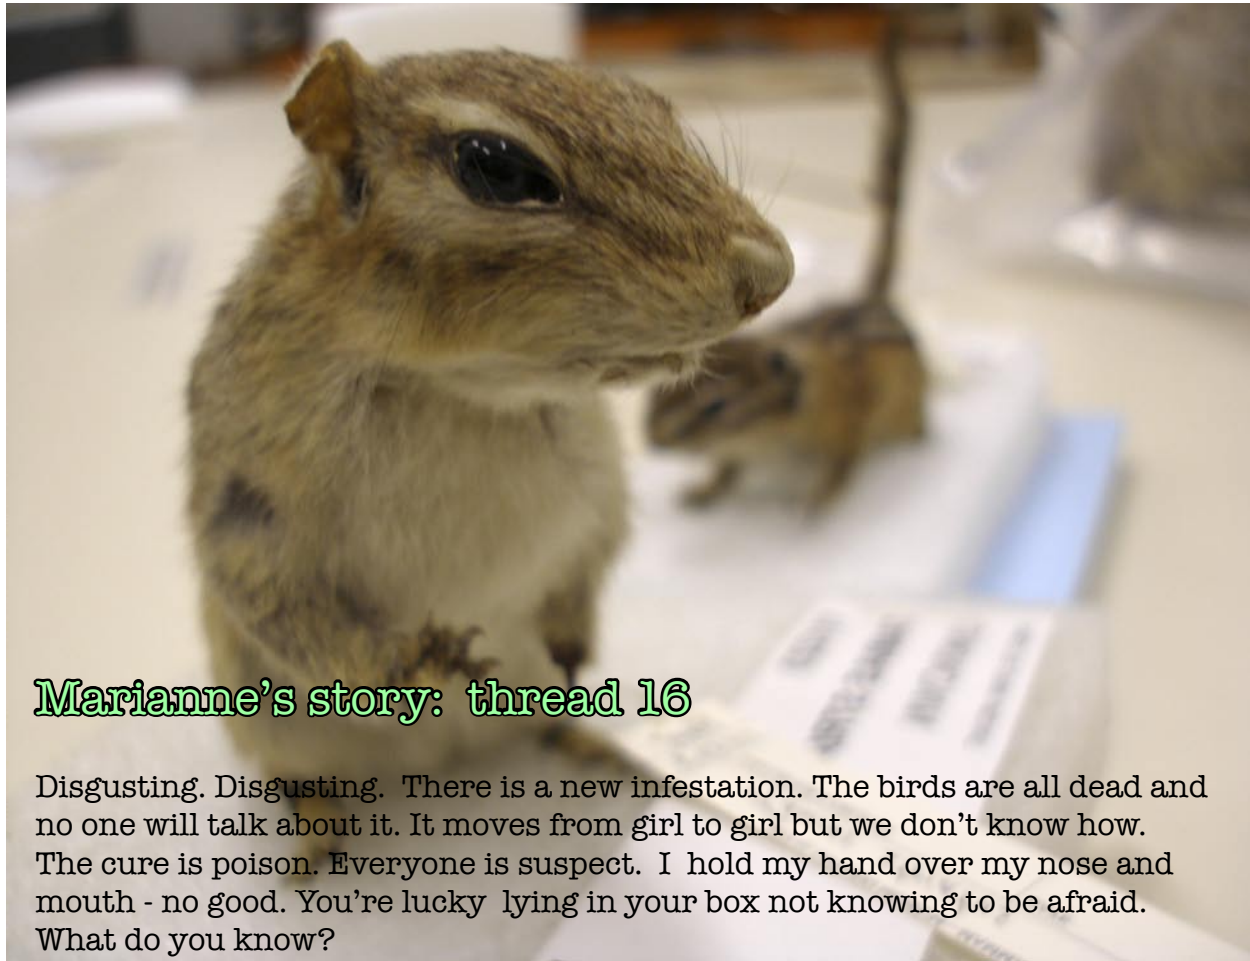 Marianne's story: thread 16
Disgusting. Disgusting. There is a new infestation. The birds are all dead and
no one will talk about it. It moves from girl to girl but we don't know how.
The cure is poison. Everyone is suspect. I hold my hand over my nose and
mouth - no good. You're lucky lying in your box not knowing to be afraid.
What do you know?